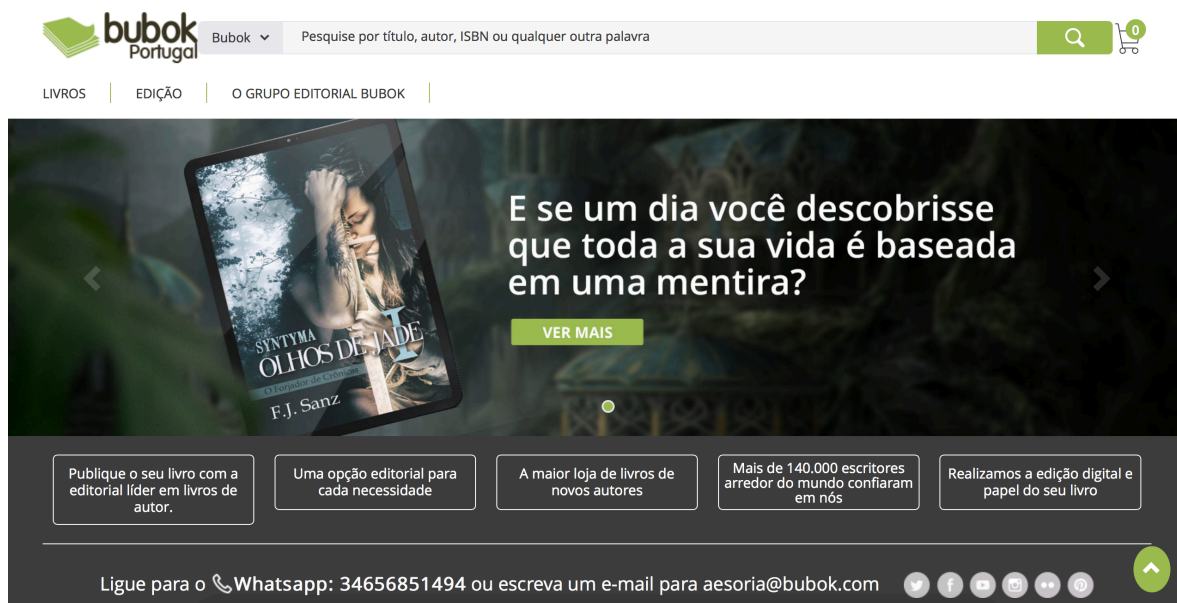 bubok
Portugal
Bubok
Pesquise por título, autor, ISBN ou qualquer outra palavra
0
LIVROS
EDIÇÃO
O GRUPO EDITORIAL BUBOK
E se um dia você descobrisse
que toda a sua vida é baseada
em uma mentira?
VER MAIS
SYNTYMA
OLHOS DE JADE
I
O Forjador de Crônicas
F.J. Sanz
Publique o seu livro com a
editorial líder em livros de
autor.
Uma opção editorial para
cada necessidade
A maior loja de livros de
novos autores
Mais de 140.000 escritores
arredor do mundo confiaram
em nós
Realizamos a edição digital e
papel do seu livro
Ligue para o Whatsapp: 34656851494 ou escreva um e-mail para aesoria@bubok.com